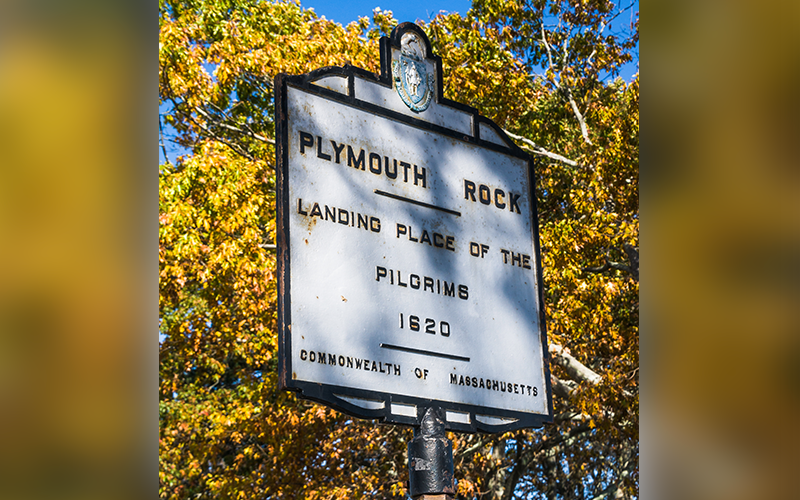 PLYMOUTH ROCK
LANDING PLACE OF THE
PILGRIMS
1620
COMMONWEALTH OF MASSACHUSETTS